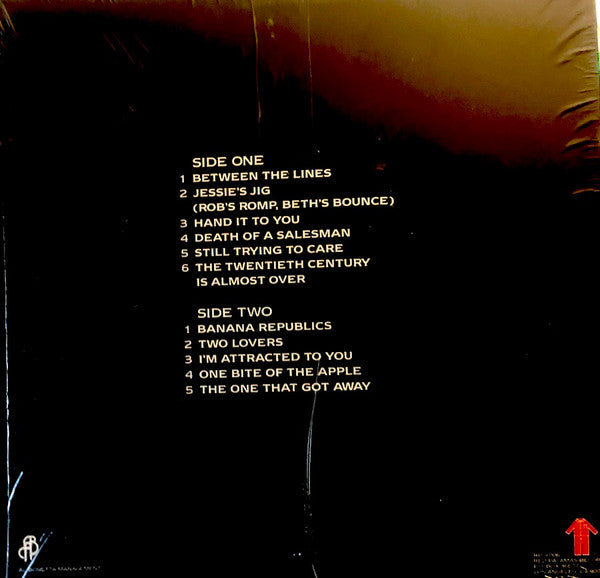 SIDE ONE
1 BETWEEN THE LINES
2 JESSIE'S JIG
(ROB'S ROMP, BETH'S BOUNCE)
3 HAND IT TO YOU
4 DEATH OF A SALESMAN
5 STILL TRYING TO CARE
6 THE TWENTIETH CENTURY
IS ALMOST OVER
SIDE TWO
1 BANANA REPUBLICS
2 TWO LOVERS
3 I'M ATTRACTED TO YOU
4 ONE BITE OF THE APPLE
5 THE ONE THAT GOT AWAY
MANAGEMENT